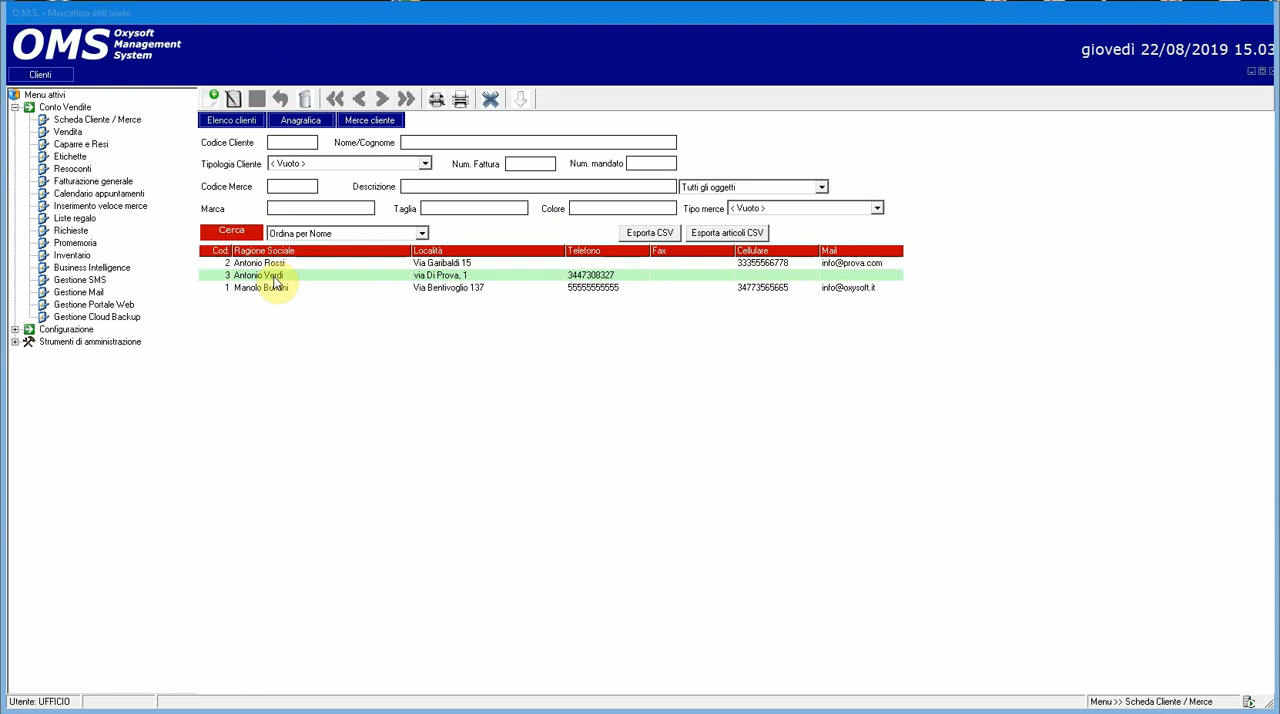 O.M.S. - Mercatino dell'usato
OMS Oxysoft Management System
giovedì 22/08/2019 15.03
Clienti
Menu attivi
Conto Vendite
Scheda Cliente / Merce
Vendita
Caparre e Resi
Etichette
Resoconti
Fatturazione generale
Calendario appuntamenti
Inserimento veloce merce
Liste regalo
Richieste
Promemoria
Inventario
Business Intelligence
Gestione SMS
Gestione Mail
Gestione Portale Web
Gestione Cloud Backup
Configurazione
Strumenti di amministrazione
Elenco clienti Anagrafica Merce cliente
Codice Cliente Nome/Cognome
Tipologia Cliente < Vuoto > Num. Fattura Num. mandato
Codice Merce Descrizione Tutti gli oggetti
Marca Taglia Colore Tipo merce < Vuoto >
Cerca Ordina per Nome Esporta CSV Esporta articoli CSV
Cod. Ragione Sociale Località Telefono Fax Cellulare Mail
2 Antonio Rossi Via Garibaldi 15 33355566778 info@prova.com
3 Antonio Verdi via Di Prova, 1 3447308327
1 Manolo Via Bentivoglio 137 55555555555 34773565665 info@oxysoft.it
Utente: UFFICIO Menu >> Scheda Cliente / Merce